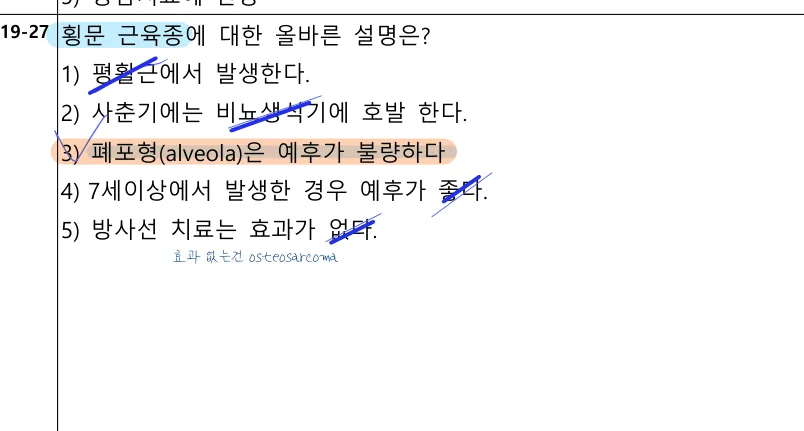 19-27 횡문 근육종에 대한 올바른 설명은?
1) 평활근에서 발생한다.
2) 사춘기에는 비뇨생식기에 호발 한다.
3) 폐포형(alveola)은 예후가 불량하다
4) 7세이상에서 발생한 경우 예후가 좋다.
5) 방사선 치료는 효과가 없다.
효과 없는건 osteosarcoma